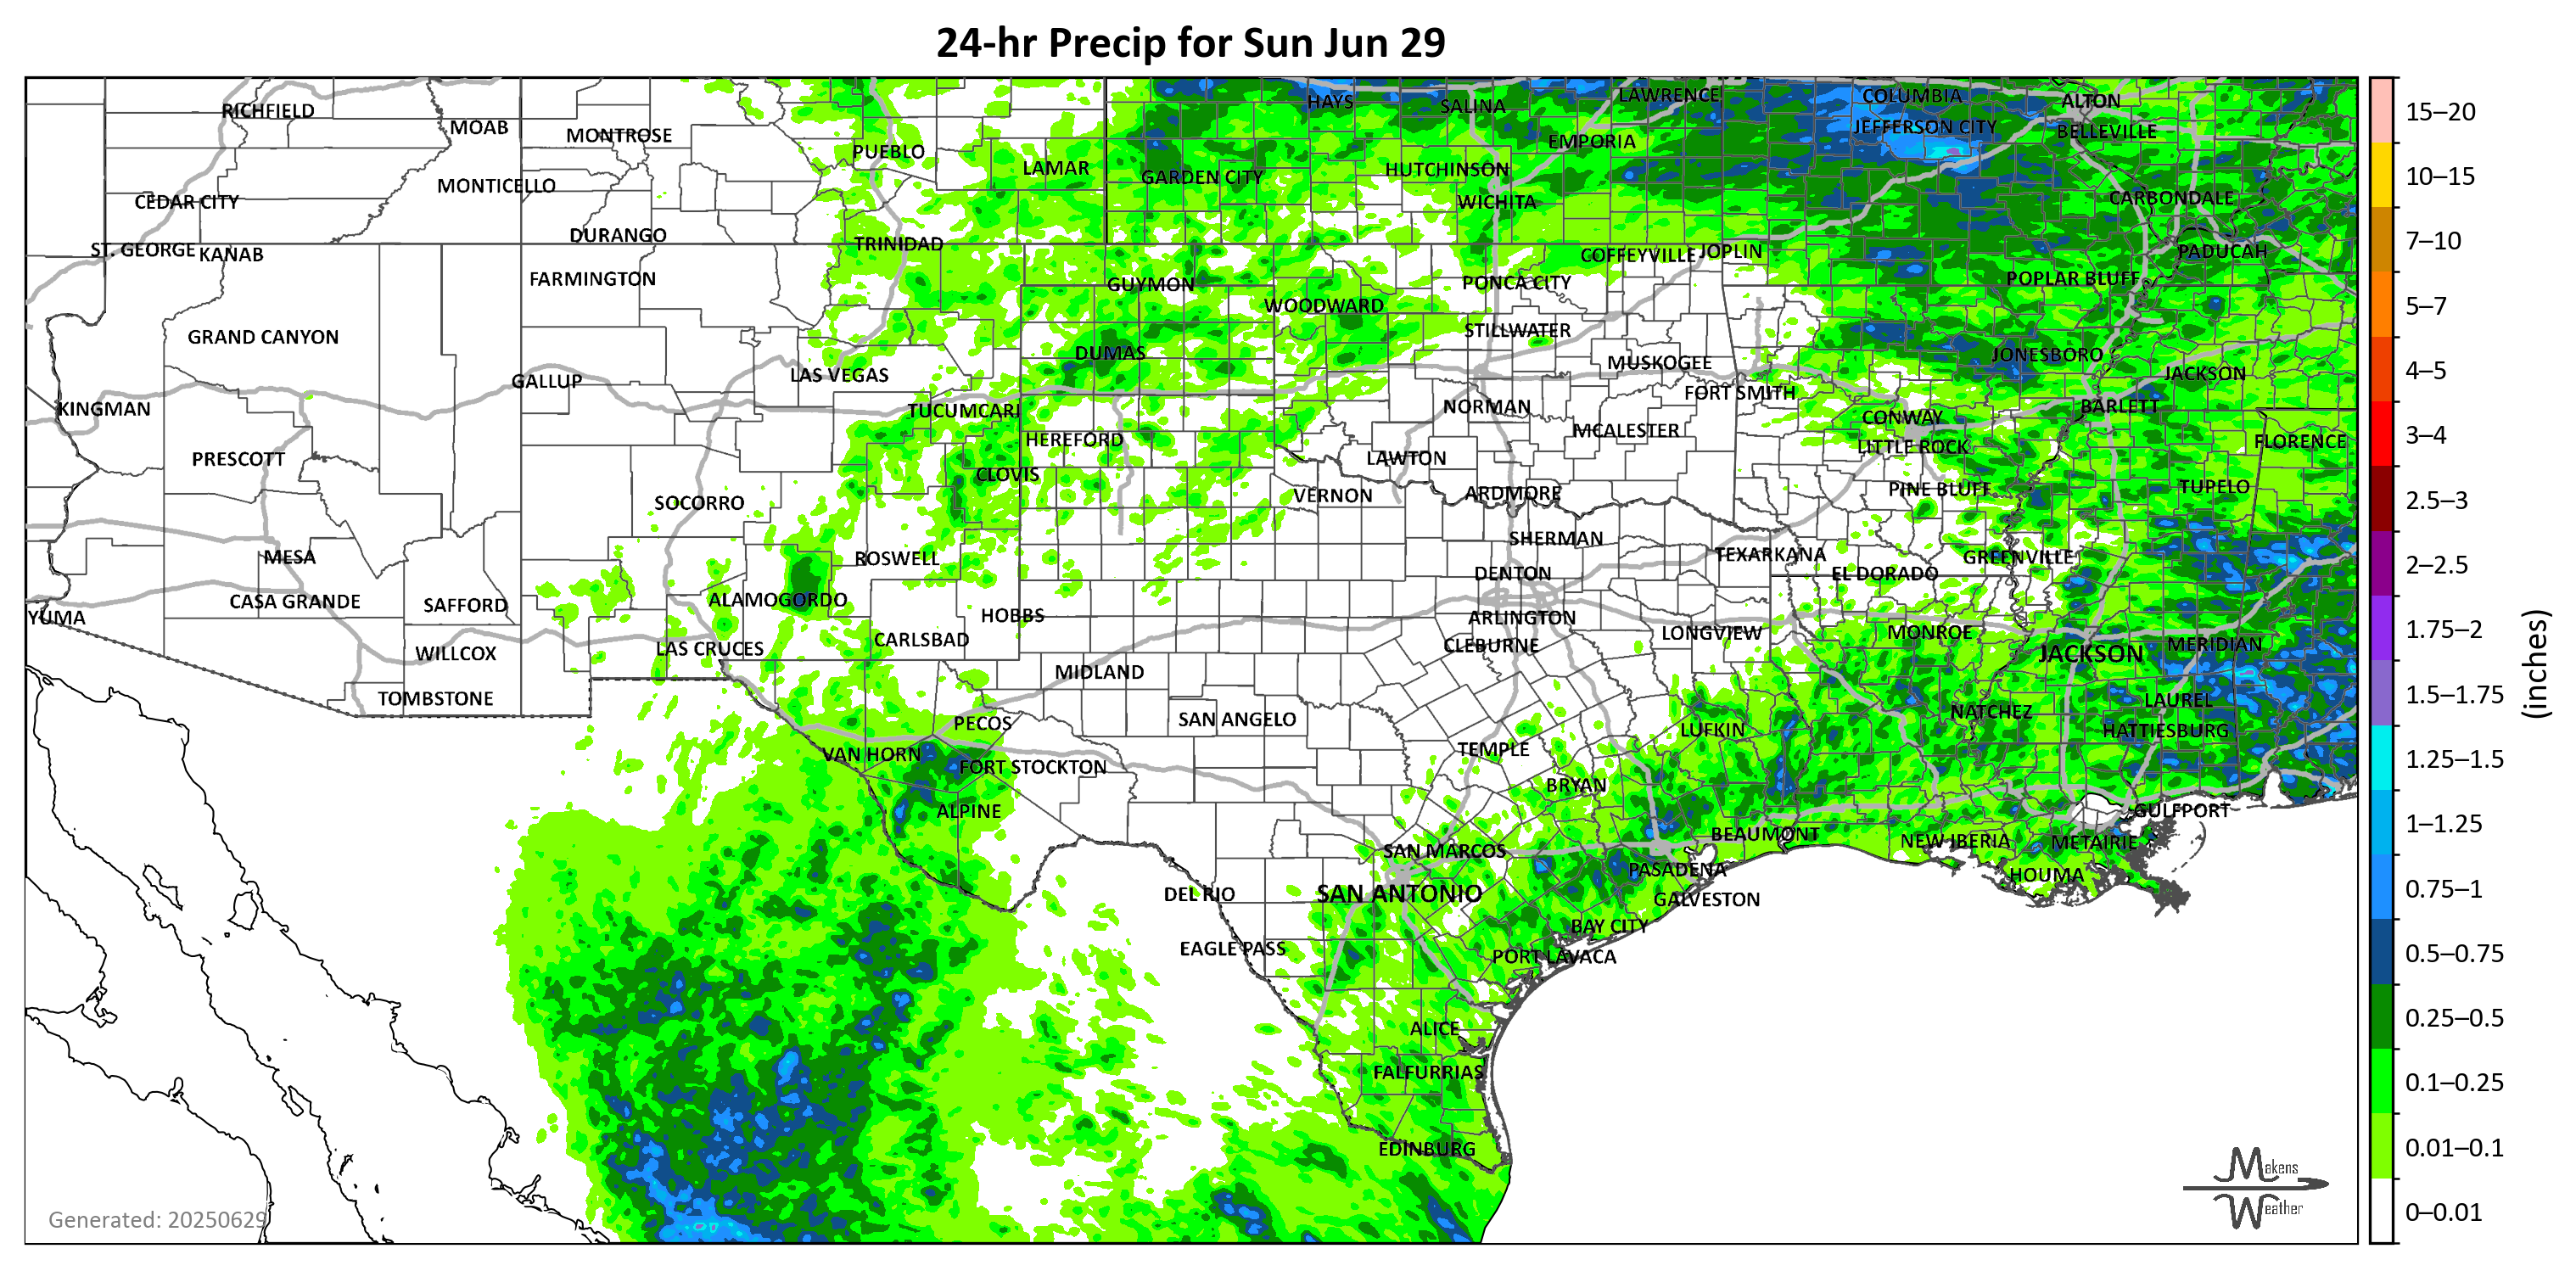 24-hr Precip for Sun Jun 29
RICHFIELD
MOAB
MONTROSE
PUEBLO
LAMAR
HAYS
SALINA
LAWRENCE
COLUMBIA
ALTON
JEFFERSON CITY
BELLEVILLE
EMPORIA
CEDAR CITY
MONTICELLO
GARDEN CITY
HUTCHINSON
WICHITA
CARBONDALE
ST. GEORGE
KANAB
DURANGO
TRINIDAD
COFFEYVILLE
JOPLIN
PADUCAH
FARMINGTON
GUYMON
PONCA CITY
POPLAR BLUFF
WOODWARD
GRAND CANYON
STILLWATER
DUMAS
JONESBORO
GALLUP
LAS VEGAS
MUSKOGEE
JACKSON
KINGMAN
TUCUMCARI
NORMAN
FORT SMITH
BARLETT
CONWAY
HEREFORD
MCALESTER
LITTLE ROCK
FLORENCE
PRESCOTT
CLOVIS
LAWTON
SOCORRO
VERNON
ARDMORE
PINE BLUFF
TUPELO
MESA
ROSWELL
SHERMAN
TEXARKANA
GREENVILLE
DENTON
EL DORADO
YUMA
CASA GRANDE
SAFFORD
ALAMOGORDO
HOBBS
ARLINGTON
WILLCOX
LAS CRUCES
CARLSBAD
CLEBURNE
LONGVIEW
MONROE
JACKSON
MERIDIAN
TOMBSTONE
MIDLAND
PECOS
SAN ANGELO
LUFKIN
NATCHEZ
LAUREL
HATTIESBURG
VAN HORN
FORT STOCKTON
TEMPLE
ALPINE
BRYAN
GULFPORT
SAN MARCOS
BEAUMONT
NEW IBERIA
METAIRIE
DEL RIO
SAN ANTONIO
PASADENA
HOUMA
GALVESTON
EAGLE PASS
BAY CITY
PORT LAVACA
ALICE
FALFURRIAS
EDINBURG
Generated: 20250629
Makens
Weather
15–20
10–15
7–10
5–7
4–5
3–4
2.5–3
2–2.5
1.75–2
1.5–1.75
1.25–1.5
1–1.25
0.75–1
0.5–0.75
0.25–0.5
0.1–0.25
0.01–0.1
0–0.01
(inches)